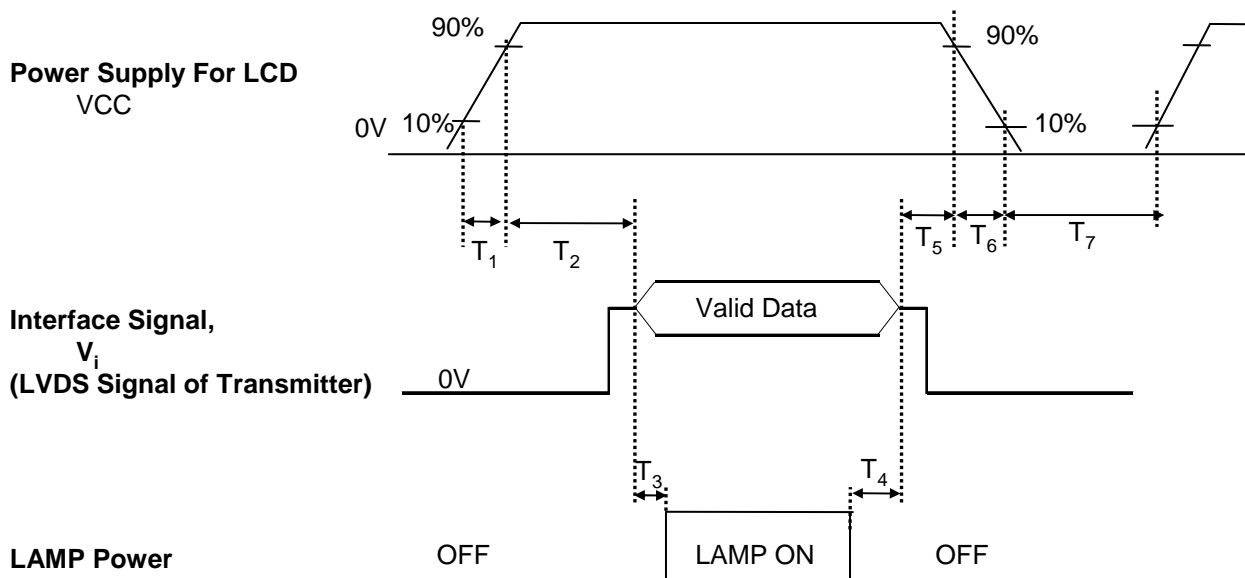 90%
90%
Power Supply For LCD
VCC
0V
10%
10%
T1
T2
T5
T6
T7
Interface Signal,
Vi
(LVDS Signal of Transmitter)
Valid Data
0V
T3
T4
LAMP Power
OFF
LAMP ON
OFF